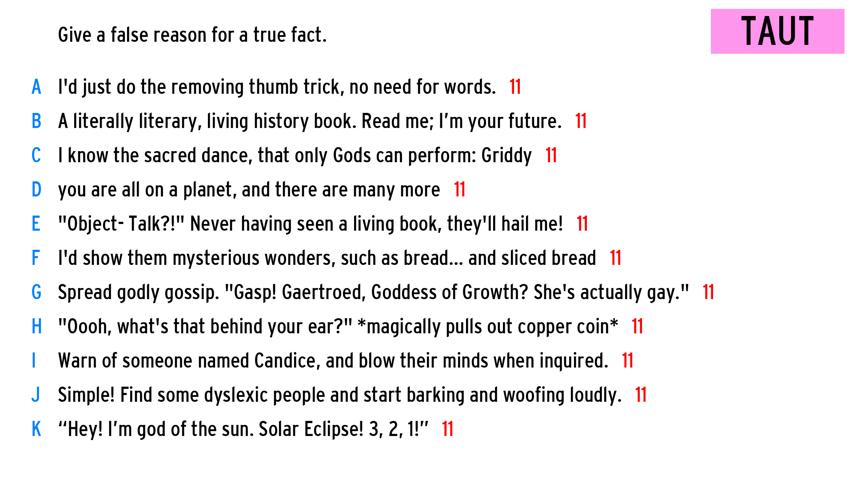 Give a false reason for a true fact.
TAUT
A I'd just do the removing thumb trick, no need for words. 11
B A literally literary, living history book. Read me; I’m your future. 11
C I know the sacred dance, that only Gods can perform: Griddy 11
D you are all on a planet, and there are many more 11
E "Object- Talk?!" Never having seen a living book, they'll hail me! 11
F I'd show them mysterious wonders, such as bread... and sliced bread 11
G Spread godly gossip. "Gasp! Gaertroed, Goddess of Growth? She's actually gay." 11
H "Oooh, what's that behind your ear?" *magically pulls out copper coin* 11
I Warn of someone named Candice, and blow their minds when inquired. 11
J Simple! Find some dyslexic people and start barking and woofing loudly. 11
K “Hey! I’m god of the sun. Solar Eclipse! 3, 2, 1!” 11